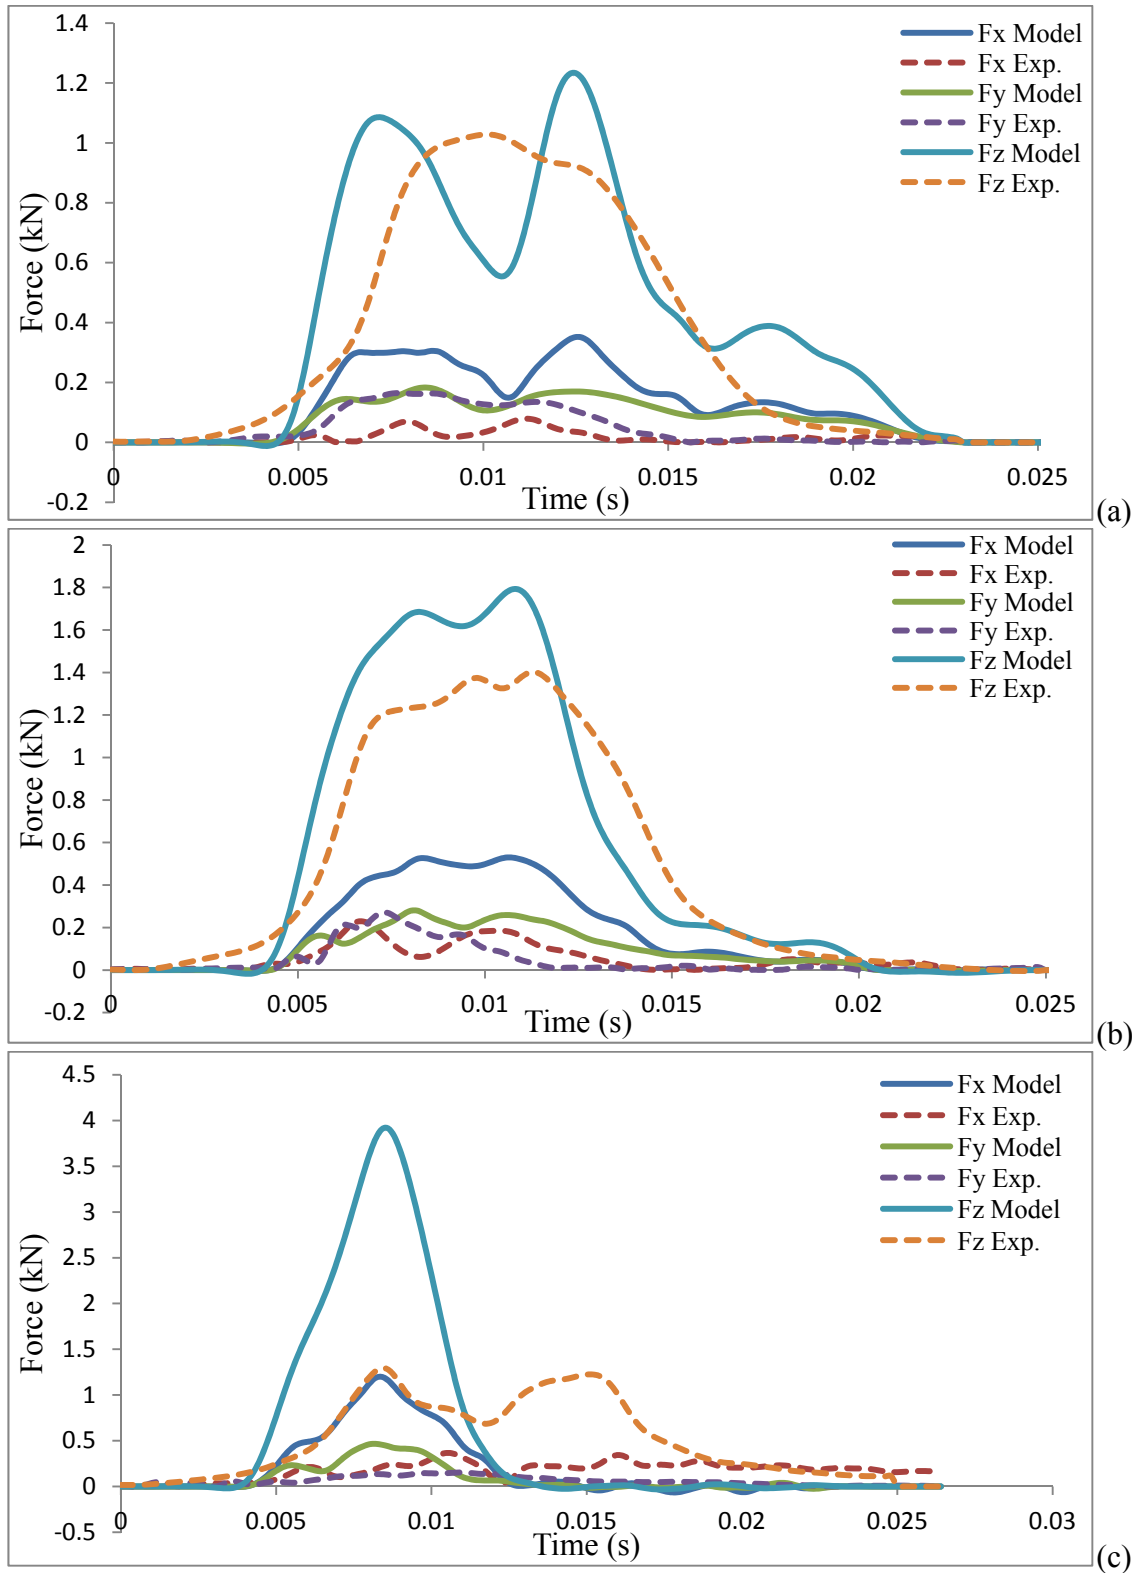 1.4
1.2
1
0.8
0.6
0.4
0.2
0
-0.2
Force (kN)
0 0.005 0.01 0.015 0.02 0.025
Time (s)
Fx Model
Fx Exp.
Fy Model
Fy Exp.
Fz Model
Fz Exp.
(a)
2
1.8
1.6
1.4
1.2
1
0.8
0.6
0.4
0.2
0
-0.2
Force (kN)
0 0.005 0.01 0.015 0.02 0.025
Time (s)
Fx Model
Fx Exp.
Fy Model
Fy Exp.
Fz Model
Fz Exp.
(b)
4.5
4
3.5
3
2.5
2
1.5
1
0.5
0
-0.5
Force (kN)
0 0.005 0.01 0.015 0.02 0.025 0.03
Time (s)
Fx Model
Fx Exp.
Fy Model
Fy Exp.
Fz Model
Fz Exp.
(c)